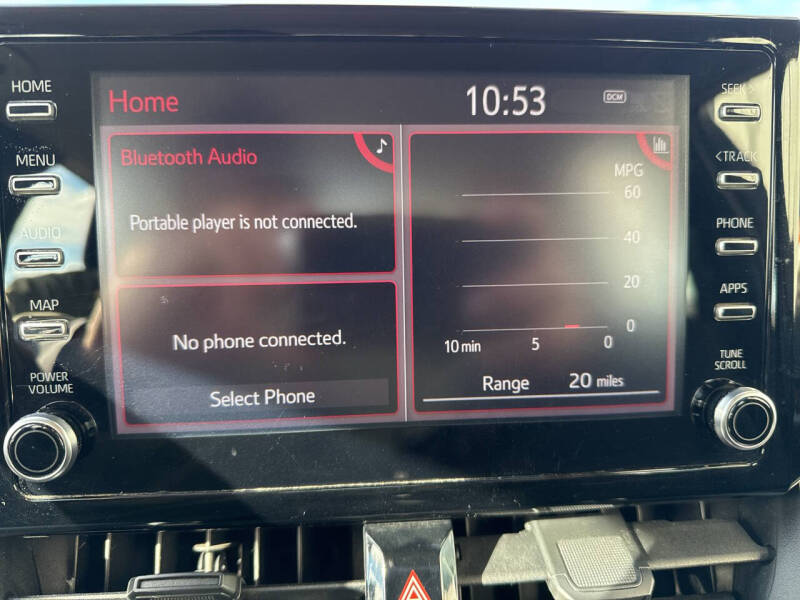 HOME
MENU
AUDIO
MAP
POWER
VOLUME
Home
10:53
DCM
Bluetooth Audio
Portable player is not connected.
No phone connected.
Select Phone
MPG
60
40
20
0
10 min 5 0
Range 20 miles
SEEK>
<TRACK
PHONE
APPS
TUNE
SCROLL